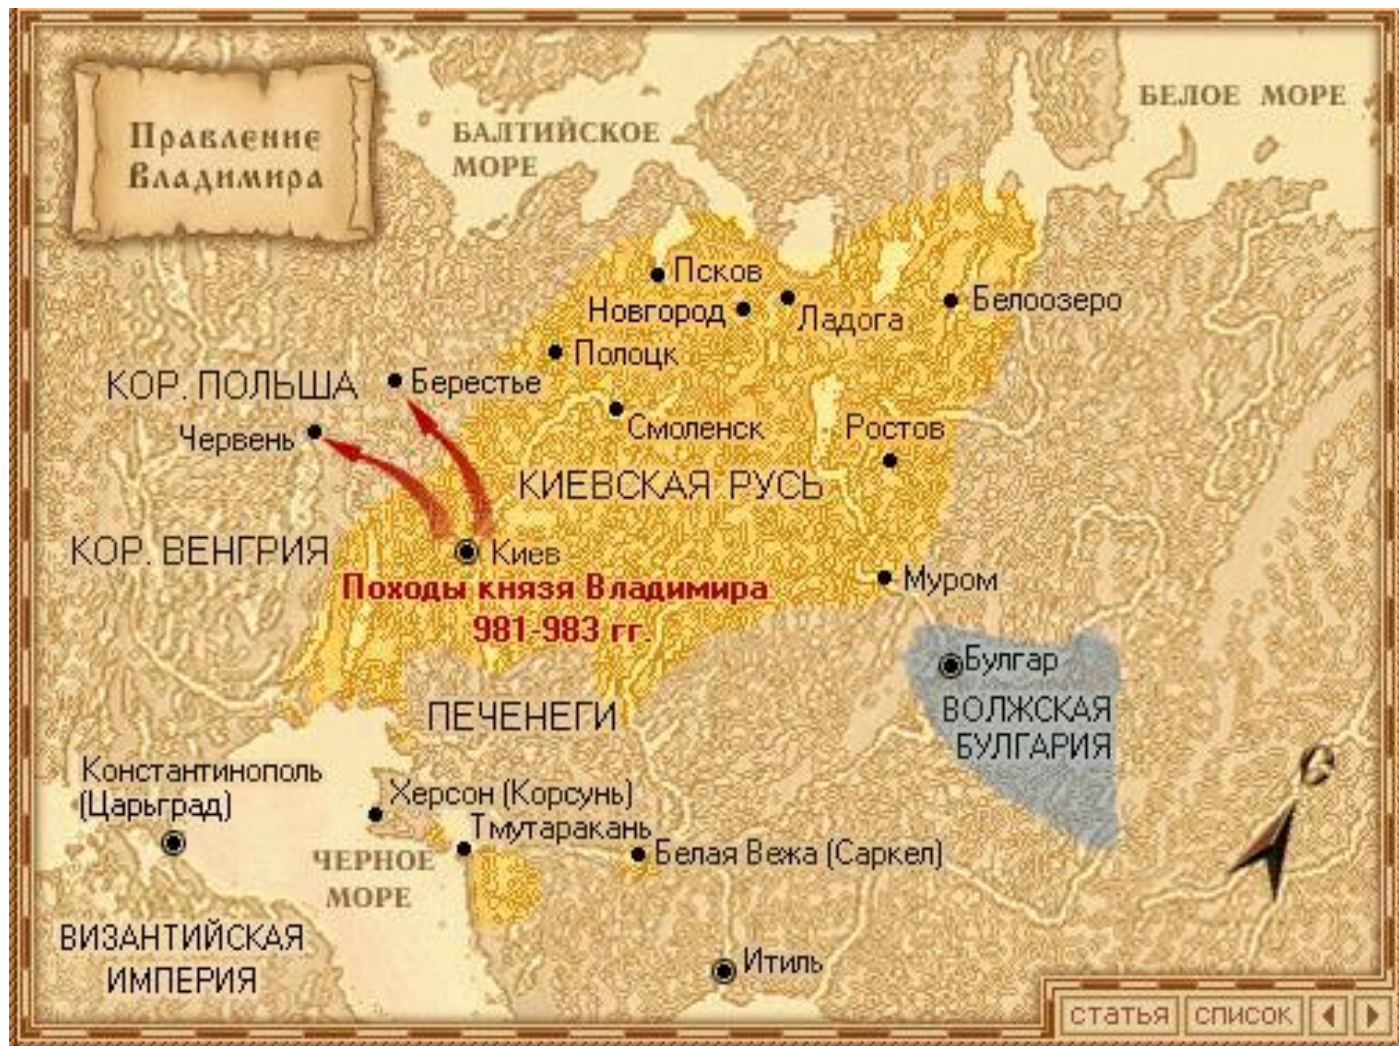 Правление
Владимира
БАЛТИЙСКОЕ
МОРЕ
БЕЛОЕ МОРЕ
Псков
Новгород
Ладога
Белоозеро
Полоцк
КОР. ПОЛЬША
Берестье
Червень
Смоленск
Ростов
КИЕВСКАЯ РУСЬ
КОР. ВЕНГРИЯ
Киев
Походы князя Владимира
981-983 гг.
Муром
Булгар
ВОЛЖСКАЯ
БУЛГАРИЯ
ПЕЧЕНЕГИ
Константинополь
(Царьград)
Херсон (Корсунь)
Тмутаракань
Белая Вежа (Саркел)
ЧЕРНОЕ
МОРЕ
ВИЗАНТИЙСКАЯ
ИМПЕРИЯ
Итиль
С
статья
список